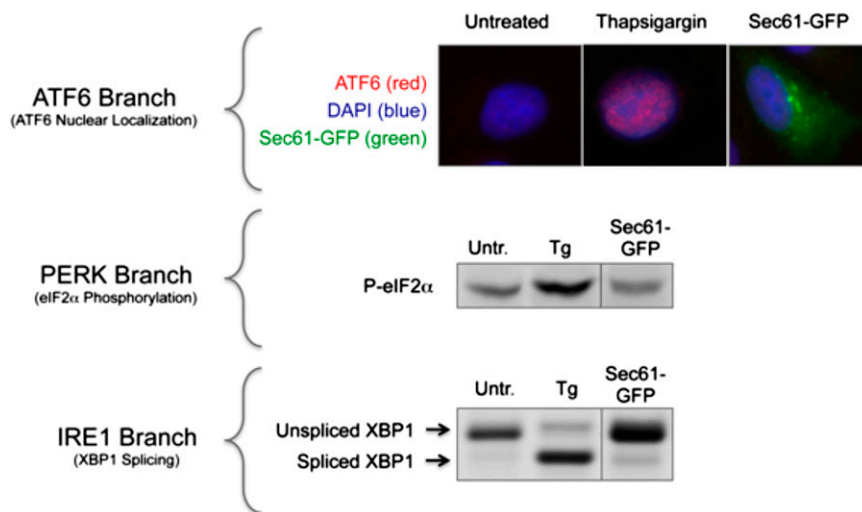 Untreated Thapsigargin Sec61-GFP
ATF6 Branch
(ATF6 Nuclear Localization)
ATF6 (red)
DAPI (blue)
Sec61-GFP (green)
PERK Branch
(eIF2α Phosphorylation)
Untr. Tg Sec61-
GFP
P-eIF2α
IRE1 Branch
(XBP1 Splicing)
Untr. Tg Sec61-
GFP
Unspliced XBP1 →
Spliced XBP1 →